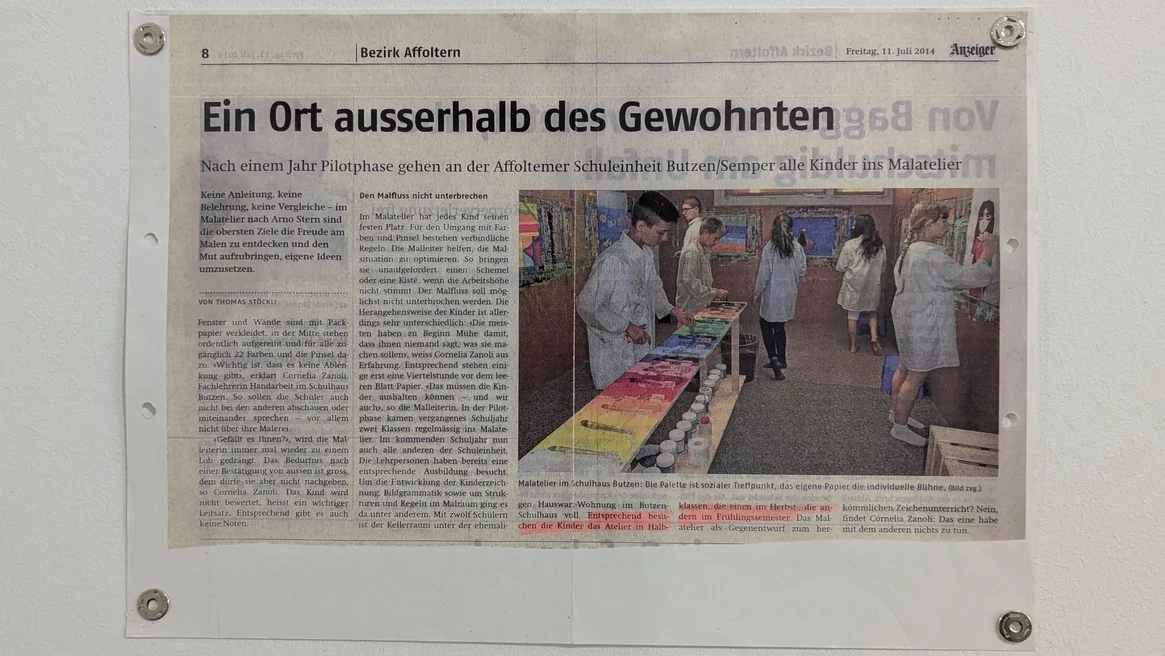 8
Bezirk Affoltern
Freitag, 11. Juli 2014
Anzeiger
Ein Ort ausserhalb des Gewohnten
Nach einem Jahr Pilotphase gehen an der Affoltemer Schuleinheit Butzen/Semper alle Kinder ins Malatelier
Keine Anleitung, keine
Belehrung, keine Vergleiche – im
Malatelier nach Arno Stern sind
die obersten Ziele die Freude am
Malen zu entdecken und den
Mut aufzubringen, eigene Ideen
umzusetzen.
VON THOMAS STÖCKLI
Fenster und Wände sind mit Pack-
papier verkleidet, in der Mitte stehen
ordentlich aufgereiht und für alle zu-
gänglich 22 Farben und die Pinsel da-
zu. «Wichtig ist, dass es keine Ablen-
kung gibt», erklärt Cornelia Zanoli,
Fachlehrerin Handarbeit im Schulhaus
Butzen. So sollen die Schüler auch
nicht bei den anderen abschauen oder
miteinander sprechen – vor allem
nicht über ihre Malerei.
«Gefällt es Ihnen?», wird die Mal-
leiterin immer mal wieder zu einem
Lob gedrängt. Das Bedürfnis nach
einer Bestätigung von aussen ist gross,
dem dürfe sie aber nicht nachgeben,
so Cornelia Zanoli. Das Kind wird
nicht bewertet, heisst ein wichtiger
Leitsatz. Entsprechend gibt es auch
keine Noten.
Den Malfluss nicht unterbrechen
Im Malatelier hat jedes Kind seinen
festen Platz. Für den Umgang mit Far-
ben und Pinsel bestehen verbindliche
Regeln. Die Malleiter helfen, die Mal-
situation zu optimieren. So bringen
sie unaufgefordert einen Schemel
oder eine Kiste, wenn die Arbeitshöhe
nicht stimmt. Der Malfluss soll mög-
lichst nicht unterbrochen werden. Die
Herangehensweise der Kinder ist aller-
dings sehr unterschiedlich: «Die meis-
ten haben zu Beginn Mühe damit,
dass ihnen niemand sagt, was sie ma-
chen sollen», weiss Cornelia Zanoli aus
Erfahrung. Entsprechend stehen eini-
ge erst eine Viertelstunde vor dem lee-
ren Blatt Papier. «Das müssen die Kin-
der aushalten können – und wir
auch», so die Malleiterin. In der Pilot-
phase kamen vergangenes Schuljahr
zwei Klassen regelmässig ins Malate-
lier. Im kommenden Schuljahr nun
auch alle anderen der Schuleinheit.
Die Lehrpersonen haben bereits eine
entsprechende Ausbildung besucht.
Um die Entwicklung der Kinderzeich-
nung, Bildgrammatik sowie um Struk-
turen und Regeln im Malraum ging es
da unter anderem. Mit zwölf Schülern
ist der Kellerraum unter der ehemali-
Malatelier im Schulhaus Butzen: Die Palette ist sozialer Treffpunkt, das eigene Papier die individuelle Bühne. (Bild zvg.)
gen Hauswart-Wohnung im Butzen-
Schulhaus voll. Entsprechend besu-
chen die Kinder das Atelier in Halb-
klassen, die einen im Herbst-, die an-
dern im Frühlingssemester. Das Mal-
atelier als Gegenentwurf zum her-
kömmlichen Zeichenunterricht? Nein,
findet Cornelia Zanoli: Das eine habe
mit dem anderen nichts zu tun.